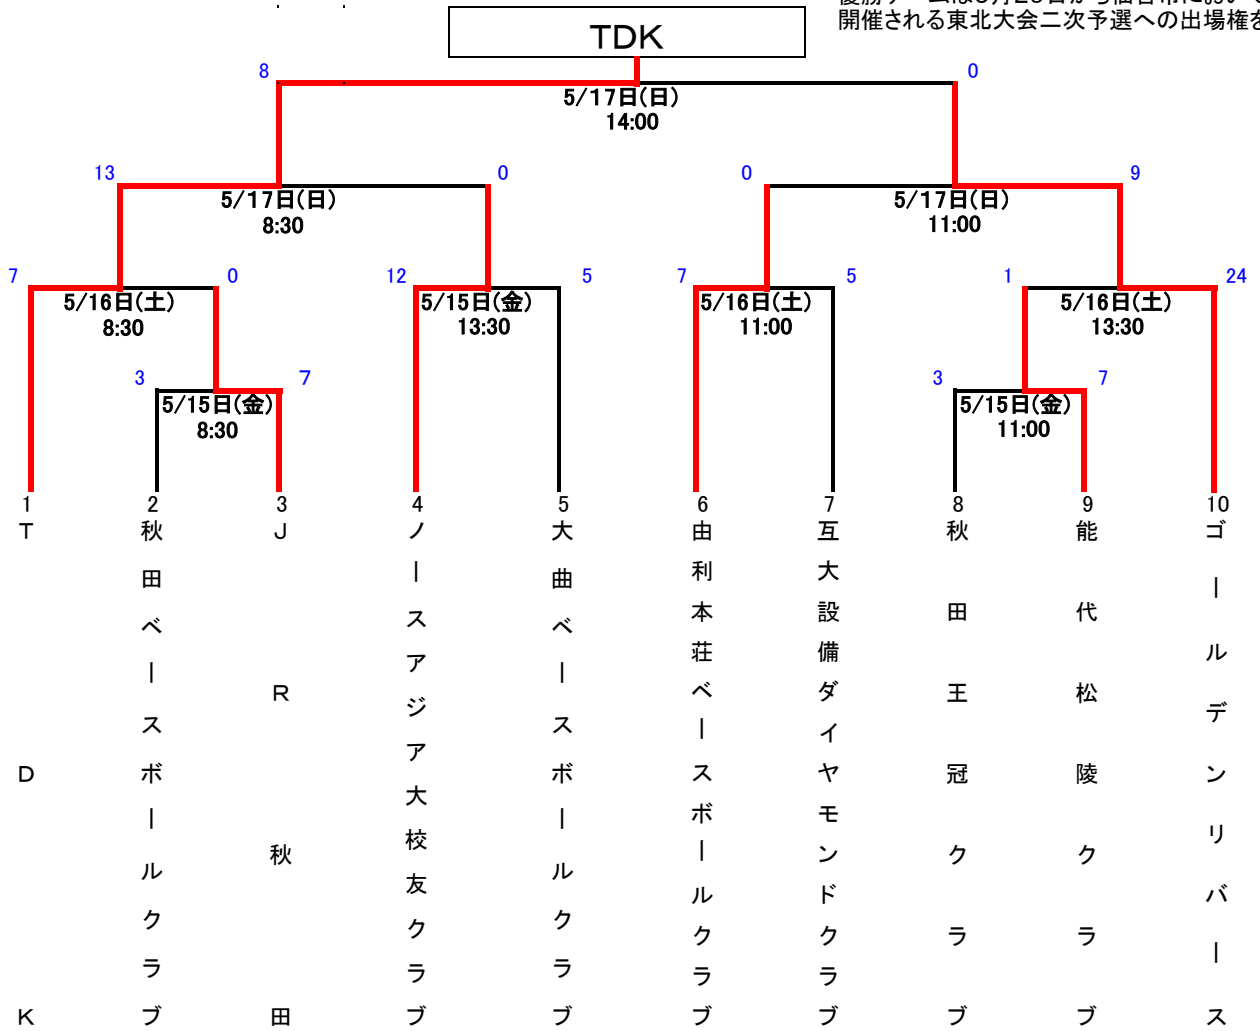 開催される東北大会二次予選への出場権を
TDK
8
0
5/17日(日)
14:00
13
0
0
9
5/17日(日)
8:30
5/17日(日)
11:00
7
0
12
5
7
5
1
24
5/16日(土)
8:30
5/15日(金)
13:30
5/16日(土)
11:00
5/16日(土)
13:30
3
7
3
7
5/15日(金)
8:30
5/15日(金)
11:00
1
2
3
4
5
6
7
8
9
10
TDK
秋田ベースボールクラブ
JR秋田
ノースアジア大校友クラブ
大曲ベースボールクラブ
由利本荘ベースボールクラブ
互大設備ダイヤモンドクラブ
秋田王冠クラブ
能代松陵クラブ
ゴールデンリバース